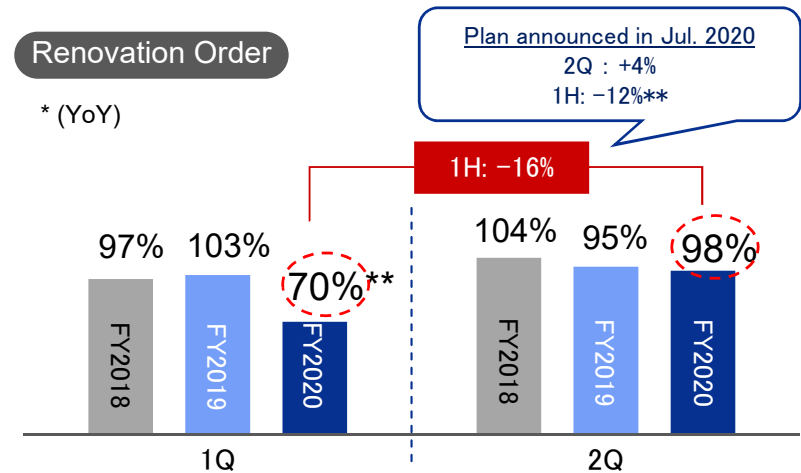 Renovation Order
* (YoY)
Plan announced in Jul. 2020
2Q : +4%
1H: −12%**
1H: −16%
97%
103%
70%**
104%
95%
98%
FY2018
FY2019
FY2020
FY2018
FY2019
FY2020
1Q
2Q